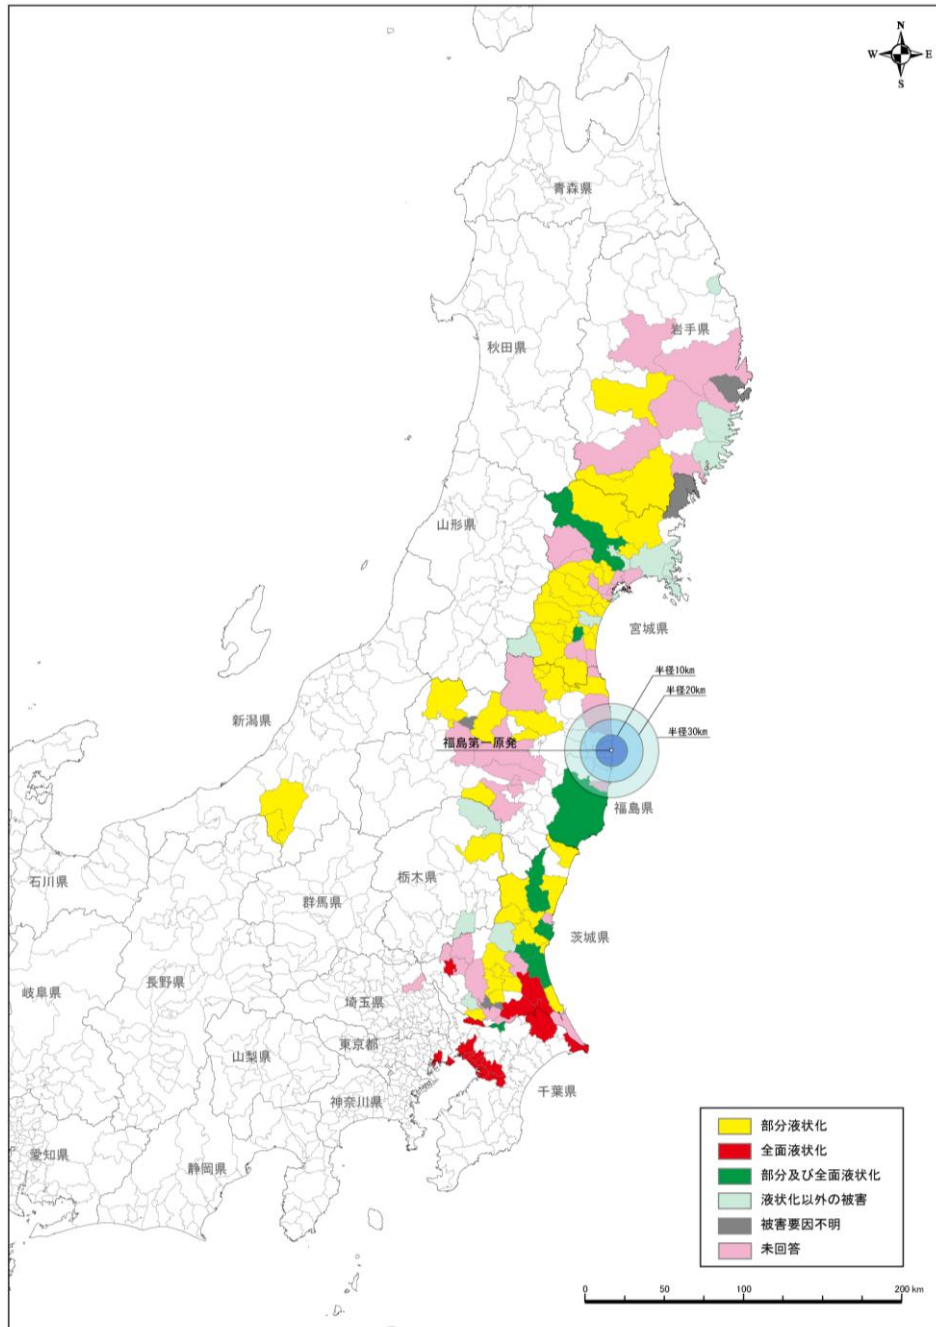 N
W E
S
青森県
岩手県
秋田県
山形県
宮城県
半径10km
半径20km
新潟県
半径30km
福島第一原発
福島県
石川県
栃木県
群馬県
茨城県
長野県
岐阜県
埼玉県
東京都
山梨県
千葉県
神奈川県
愛知県
静岡県
部分液状化
全面液状化
部分及び全面液状化
液状化以外の被害
被害要因不明
未回答
0 50 100 200 km